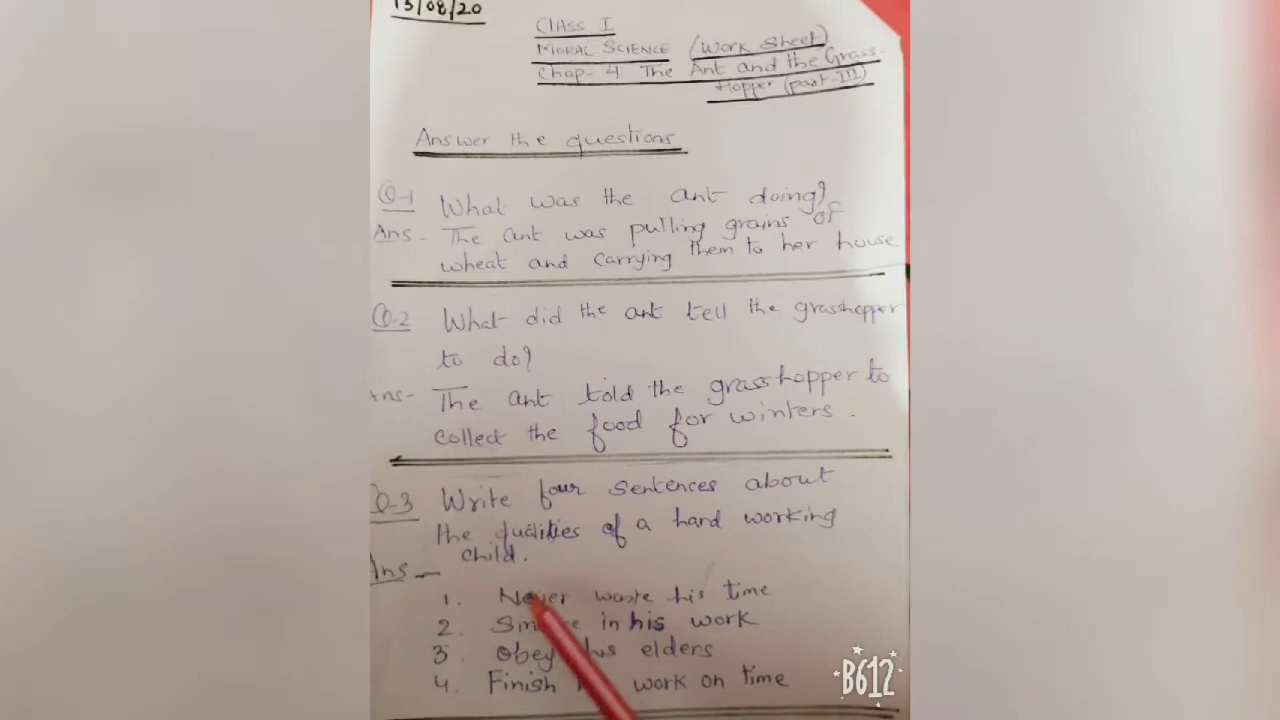 13/08/20
Class I
Moral Science (Work Sheet)
Chap-4 The Ant and the Grass-
Hopper (part-III)
Answer the questions
Q-1 What was the ant doing?
Ans - The ant was pulling grains of
wheat and carrying them to her house
Q-2 What did the ant tell the grasshopper
to do?
Ans- The ant told the grasshopper to
collect the food for winters.
Q-3 Write four sentences about
the qualities of a hard working
child.
Ans -
1. Never waste his time
2. in his work
3. Obey his elders
4. Finish work on time
B612